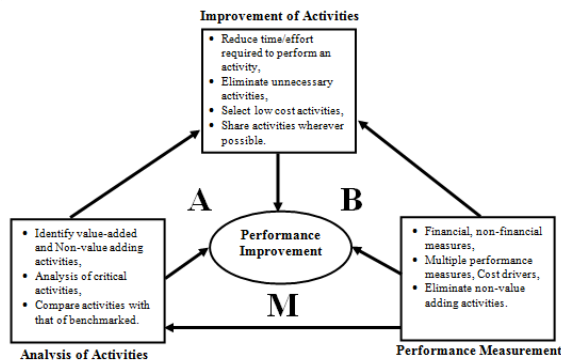 Improvement of Activities
• Reduce time/effort
required to perform an
activity,
• Eliminate unnecessary
activities,
• Select low cost activities,
• Share activities wherever
possible.
A
B
Performance
Improvement
• Identify value-added
and Non-value adding
activities,
• Analysis of critical
activities,
• Compare activities with
that of benchmarked.
• Financial, non-financial
measures,
• Multiple performance
measures, Cost drivers,
• Eliminate non-value
adding activities.
M
Analysis of Activities
Performance Measurement